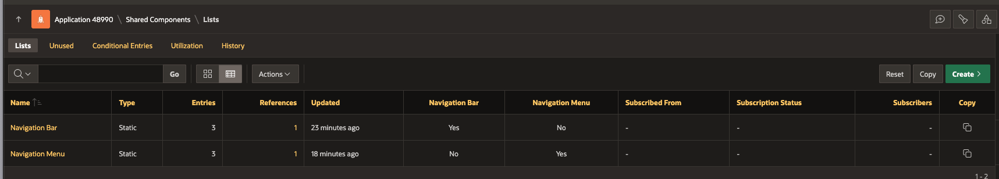 Application 48990 \ Shared Components \ Lists
Lists Unused Conditional Entries Utilization History
Go Actions Reset Copy Create
Name Type Entries References Updated Navigation Bar Navigation Menu Subscribed From Subscription Status Subscribers Copy
Navigation Bar Static 3 1 23 minutes ago Yes No - - -
Navigation Menu Static 3 1 18 minutes ago No Yes - - -
1 - 2